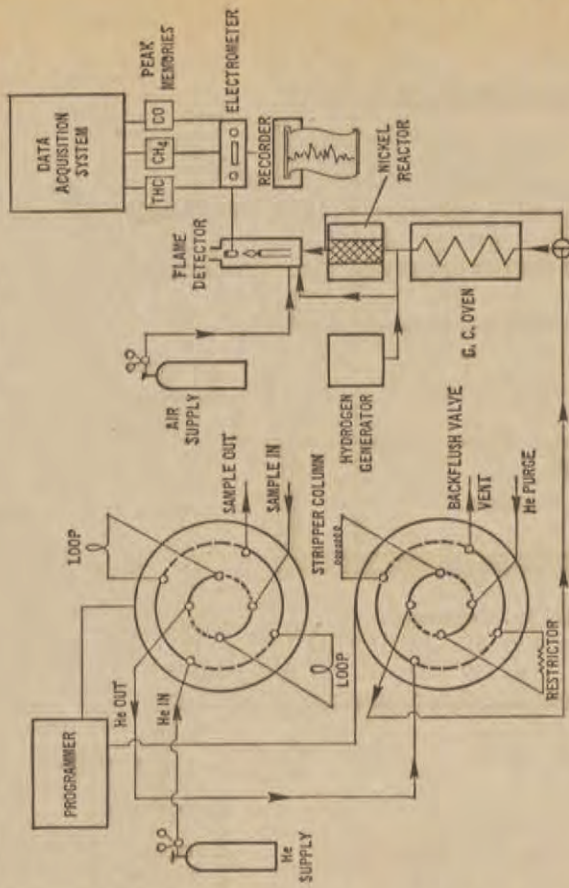 DATA
ACQUISITION
SYSTEM
PEAK
MEMORIES
THC
CH4
CO
ELECTROMETER
RECORDER
FLAME
DETECTOR
NICKEL
REACTOR
AIR
SUPPLY
HYDROGEN
GENERATOR
G. C. OVEN
PROGRAMMER
LOOP
SAMPLE OUT
SAMPLE IN
LOOP
He OUT
He IN
He
SUPPLY
STRIPPER COLUMN
BACKFLUSH VALVE
VENT
He PURGE
RESTRICTOR